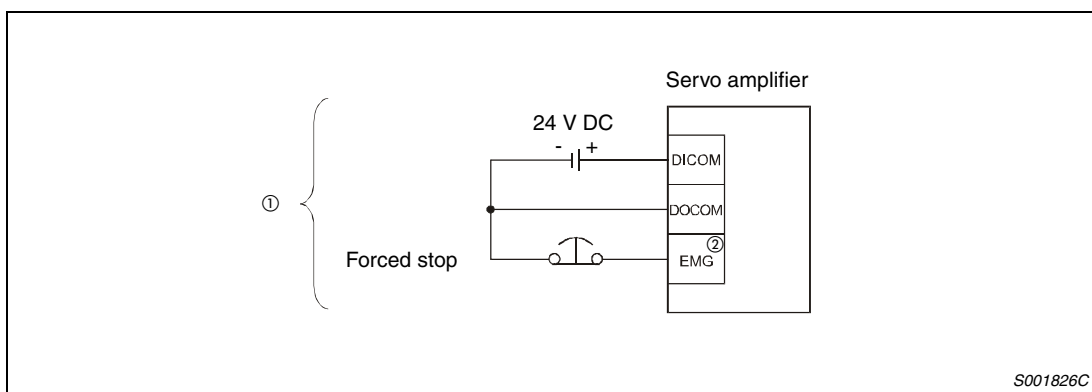 Servo amplifier
24 V DC
- +
DICOM
①
DOCOM
②
Forced stop
EMG
S001826C